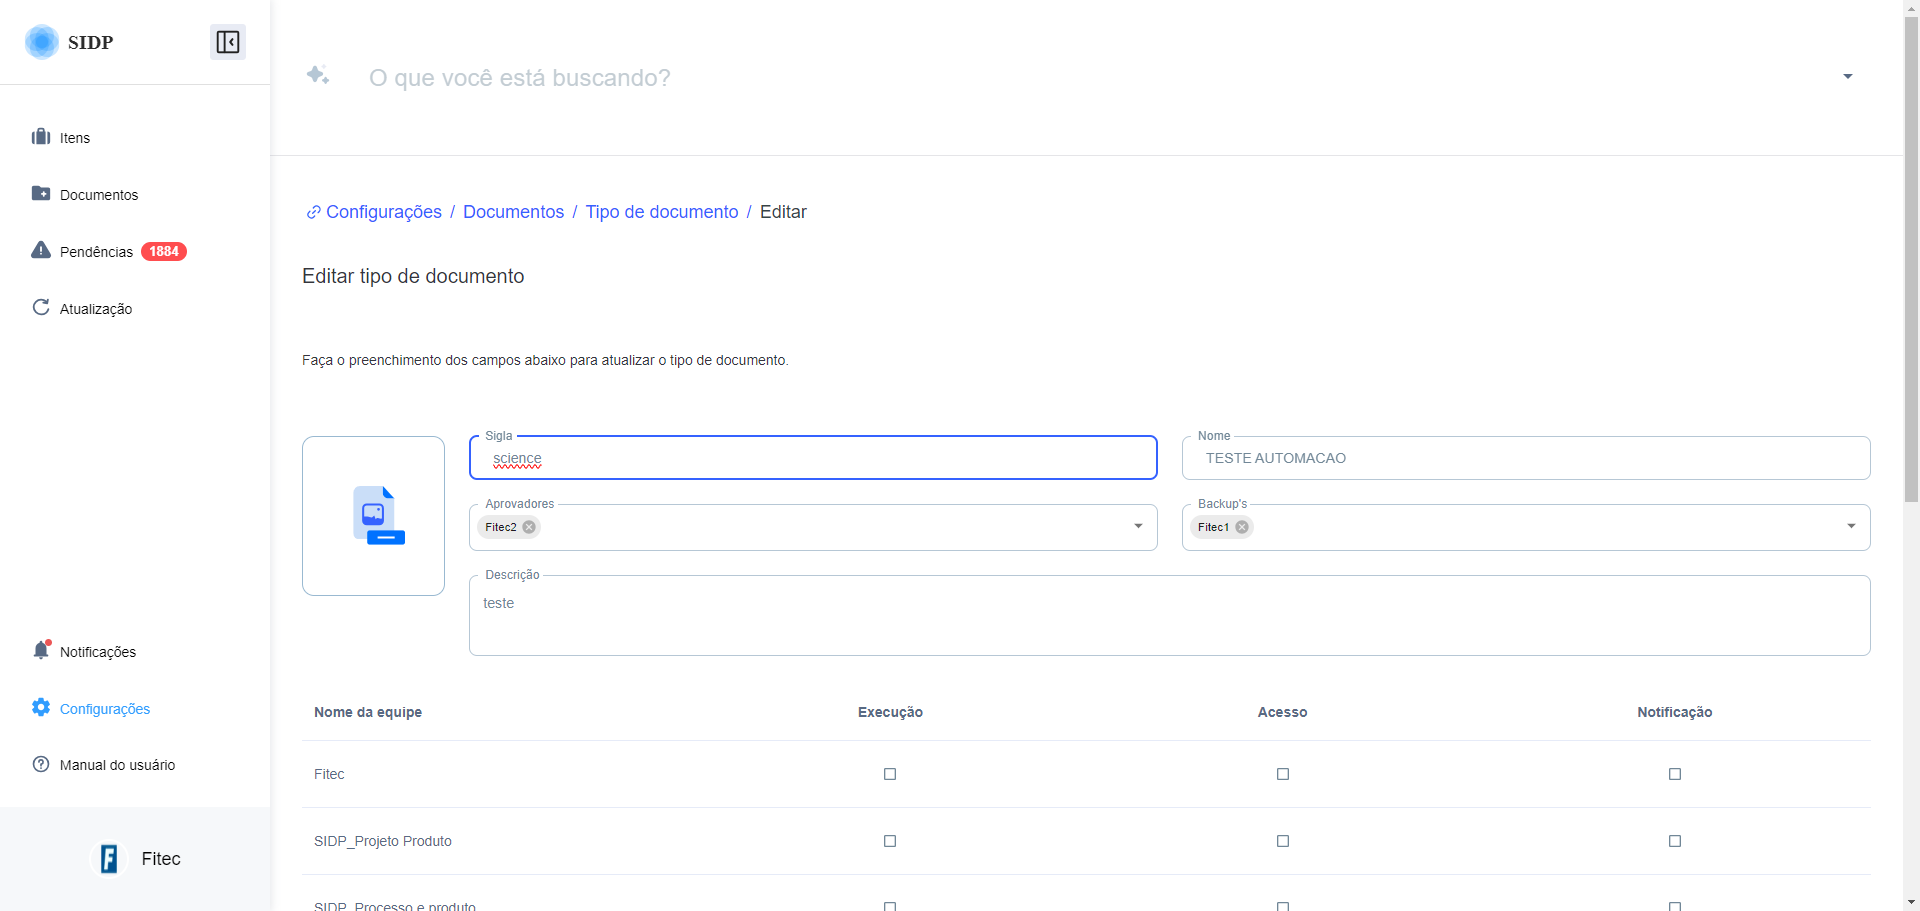 SIDP
O que você está buscando?
Itens
Documentos
Pendências 1884
Atualização
Configurações / Documentos / Tipo de documento / Editar
Editar tipo de documento
Faça o preenchimento dos campos abaixo para atualizar o tipo de documento.
Sigla
science
Nome
TESTE AUTOMACAO
Aprovadores
Fitec2
Backup's
Fitec1
Descrição
teste
Nome da equipe Execução Acesso Notificação
Fitec
SIDP_Projeto Produto
SIDP_Processo e produto
Notificações
Configurações
Manual do usuário
F Fitec